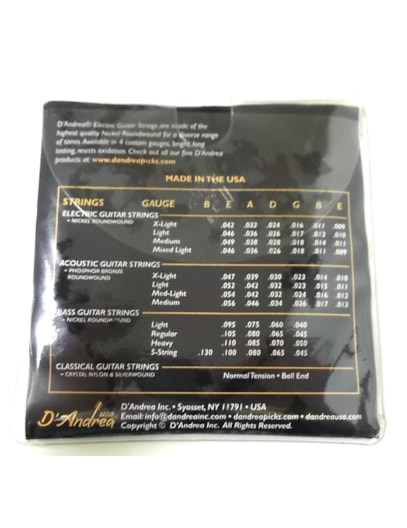 D'Andrea® Electric Guitar Strings are made of the
highest quality Nickel Roundwound for a diverse range
of tones. Available in 4 custom gauges, bright, long
lasting, resists oxidation. Check out all our fine D'Andrea
products at: www.dandreapicks.com
MADE IN THE USA
STRINGS GAUGE B E A D G B E
ELECTRIC GUITAR STRINGS
- NICKEL ROUNDWOUND
X-Light .042 .032 .024 .016 .011 .009
Light .046 .036 .026 .017 .013 .010
Medium .049 .038 .028 .018 .014 .011
Mixed Light .046 .036 .026 .018 .011 .009
ACOUSTIC GUITAR STRINGS
- PHOSPHOR BRONZE
ROUNDWOUND
X-Light .047 .039 .030 .023 .014 .010
Light .052 .042 .032 .023 .015 .011
Med-Light .054 .042 .032 .024 .016 .012
Medium .056 .046 .034 .026 .017 .013
BASS GUITAR STRINGS
- NICKEL ROUNDWOUND
Light .095 .075 .060 .040
Regular .105 .080 .065 .045
Heavy .110 .085 .070 .050
5-String .130 .100 .080 .065 .045
CLASSICAL GUITAR STRINGS
- CRYSTAL NYLON & SILVERWOUND
Normal Tension • Ball End
D'Andrea usa
D'Andrea Inc. • Syosset, NY 11791 • USA
Email: info@dandreainc.com • dandreapicks.com • dandreausa.com
Copyright © D'Andrea Inc. All Rights Reserved.